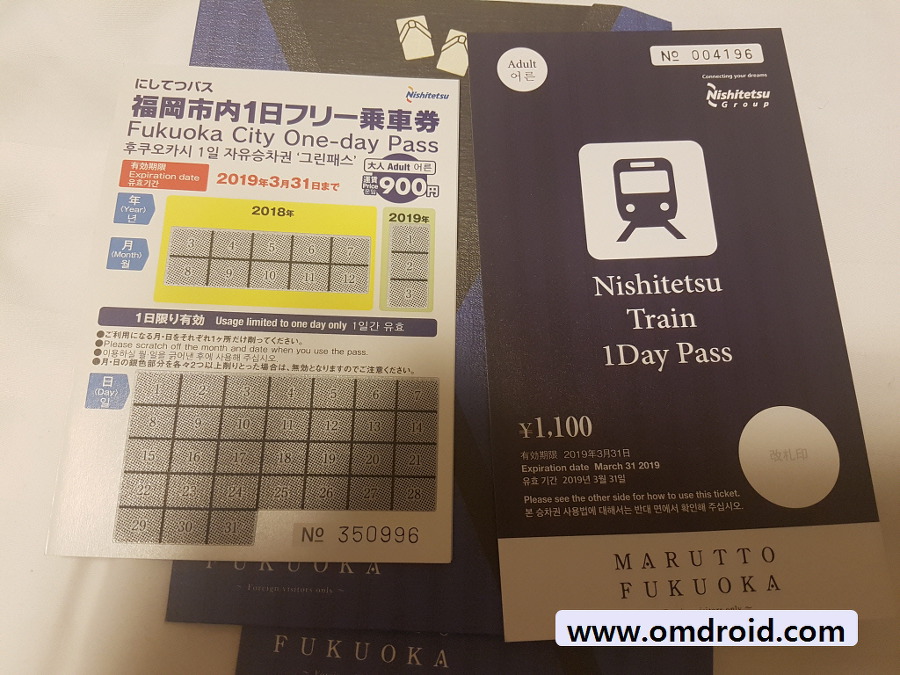 にしてつバス
Nishitetsu
福岡市内1日フリー乗車券
Fukuoka City One-day Pass
후쿠오카시 1일 자유승차권 '그린패스'
大人 Adult 어른
有効期限
Expiration date
유효기간
2019年3月31日まで
運賃
Price
운임
900円
年
(Year)
년
2018年
2019年
月
(Month)
월
3 4 5 6 7
8 9 10 11 12
1
2
3
1日限り有効 Usage limited to one day only 1일간 유효
●ご利用になる月・日をそれぞれ1ヶ所だけ削ってください。
●Please scratch off the month and date when you use the pass.
●이용하실 월·일을 긁어낸 후에 사용해 주십시오.
●月・日の銀色部分を各々2つ以上削りとった場合は、無効となりますのでご注意ください。
日
(Day)
일
1 2 3 4 5 6 7
8 9 10 11 12 13 14
15 16 17 18 19 20 21
22 23 24 25 26 27 28
29 30 31
№ 350996
FUKUOKA
~ Foreign visitors only ~
FUKUOKA
Adult
어른
№ 004196
Connecting your dreams
Nishitetsu
Group
Nishitetsu
Train
1Day Pass
¥1,100
有効期限 2019年3月31日
Expiration date March 31 2019
유효 기간 2019년 3월 31일
改札印
Please see the other side for how to use this ticket.
본 승차권 사용법에 대해서는 반대 면에서 확인해 주십시오.
MARUTTO
FUKUOKA
www.omdroid.com